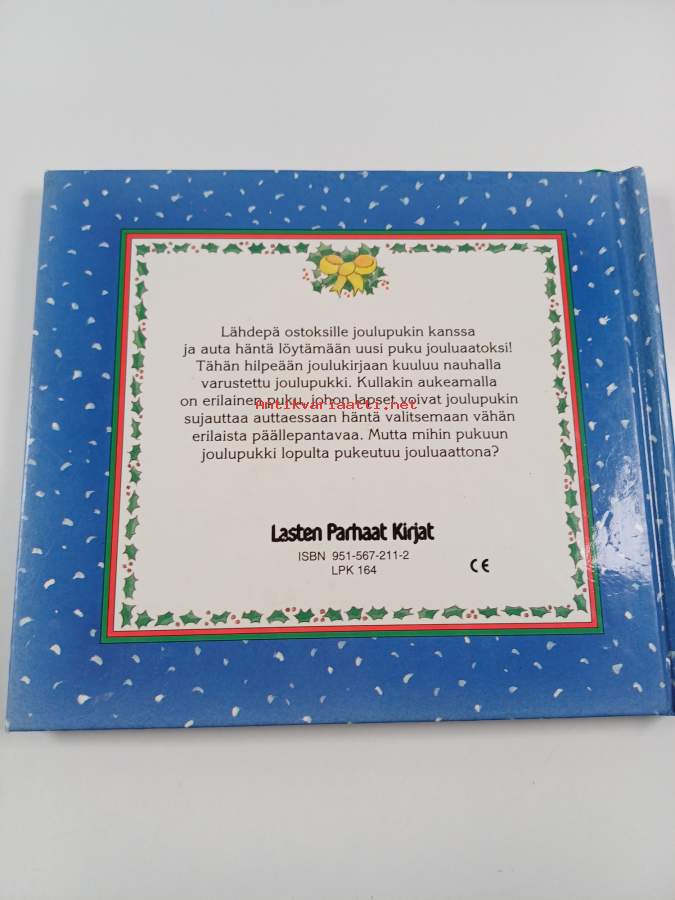 Lähdepä ostoksille joulupukin kanssa
ja auta häntä löytämään uusi puku jouluaatoksi!
Tähän hilpeään joulukirjaan kuuluu nauhalla
varustettu joulupukki. Kullakin aukeamalla
on erilainen puku, johon lapset voivat joulupukin
Antikvariaatti.net
sujauttaa auttaessaan häntä valitsemaan vähän
erilaista päällepantavaa. Mutta mihin pukuun
joulupukki lopulta pukeutuu jouluaattona?
Lasten Parhaat Kirjat
ISBN 951-567-211-2
LPK 164
CE